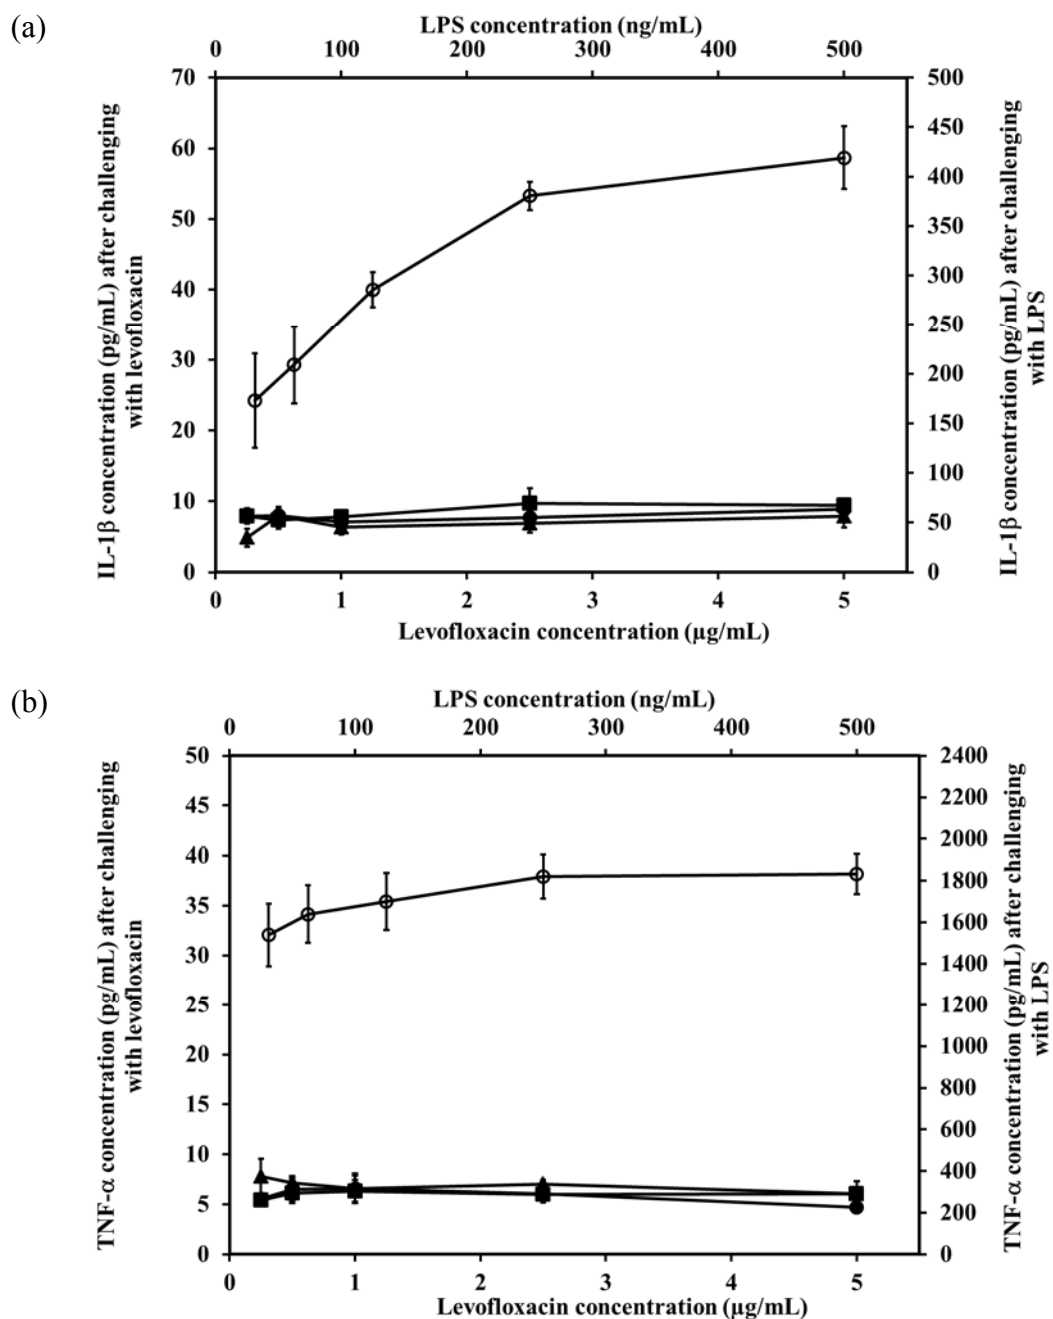 (a)
LPS concentration (ng/mL)
0 100 200 300 400 500
70 60 50 40 30 20 10 0
IL-1β concentration (pg/mL) after challenging
with levofloxacin
500 450 400 350 300 250 200 150 100 50 0
IL-1β concentration (pg/mL) after challenging
with LPS
0 1 2 3 4 5
Levofloxacin concentration (µg/mL)
(b)
LPS concentration (ng/mL)
0 100 200 300 400 500
50 45 40 35 30 25 20 15 10 5 0
TNF-α concentration (pg/mL) after challenging
with levofloxacin
2400 2200 2000 1800 1600 1400 1200 1000 800 600 400 200 0
TNF-α concentration (pg/mL) after challenging
with LPS
0 1 2 3 4 5
Levofloxacin concentration (µg/mL)